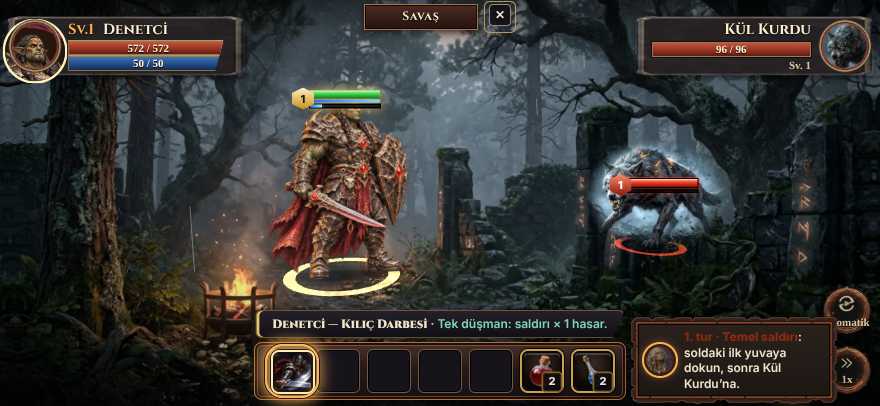 SAVAŞ
✕
Sv.1 DENETCİ
572 / 572
50 / 50
KÜL KURDU
96 / 96
Sv. 1
1
1
DENETCİ — KILIÇ DARBESİ · Tek düşman: saldırı × 1 hasar.
2
2
1. tur · Temel saldırı:
soldaki ilk yuvaya
dokun, sonra Kül
Kurdu'na.
1x